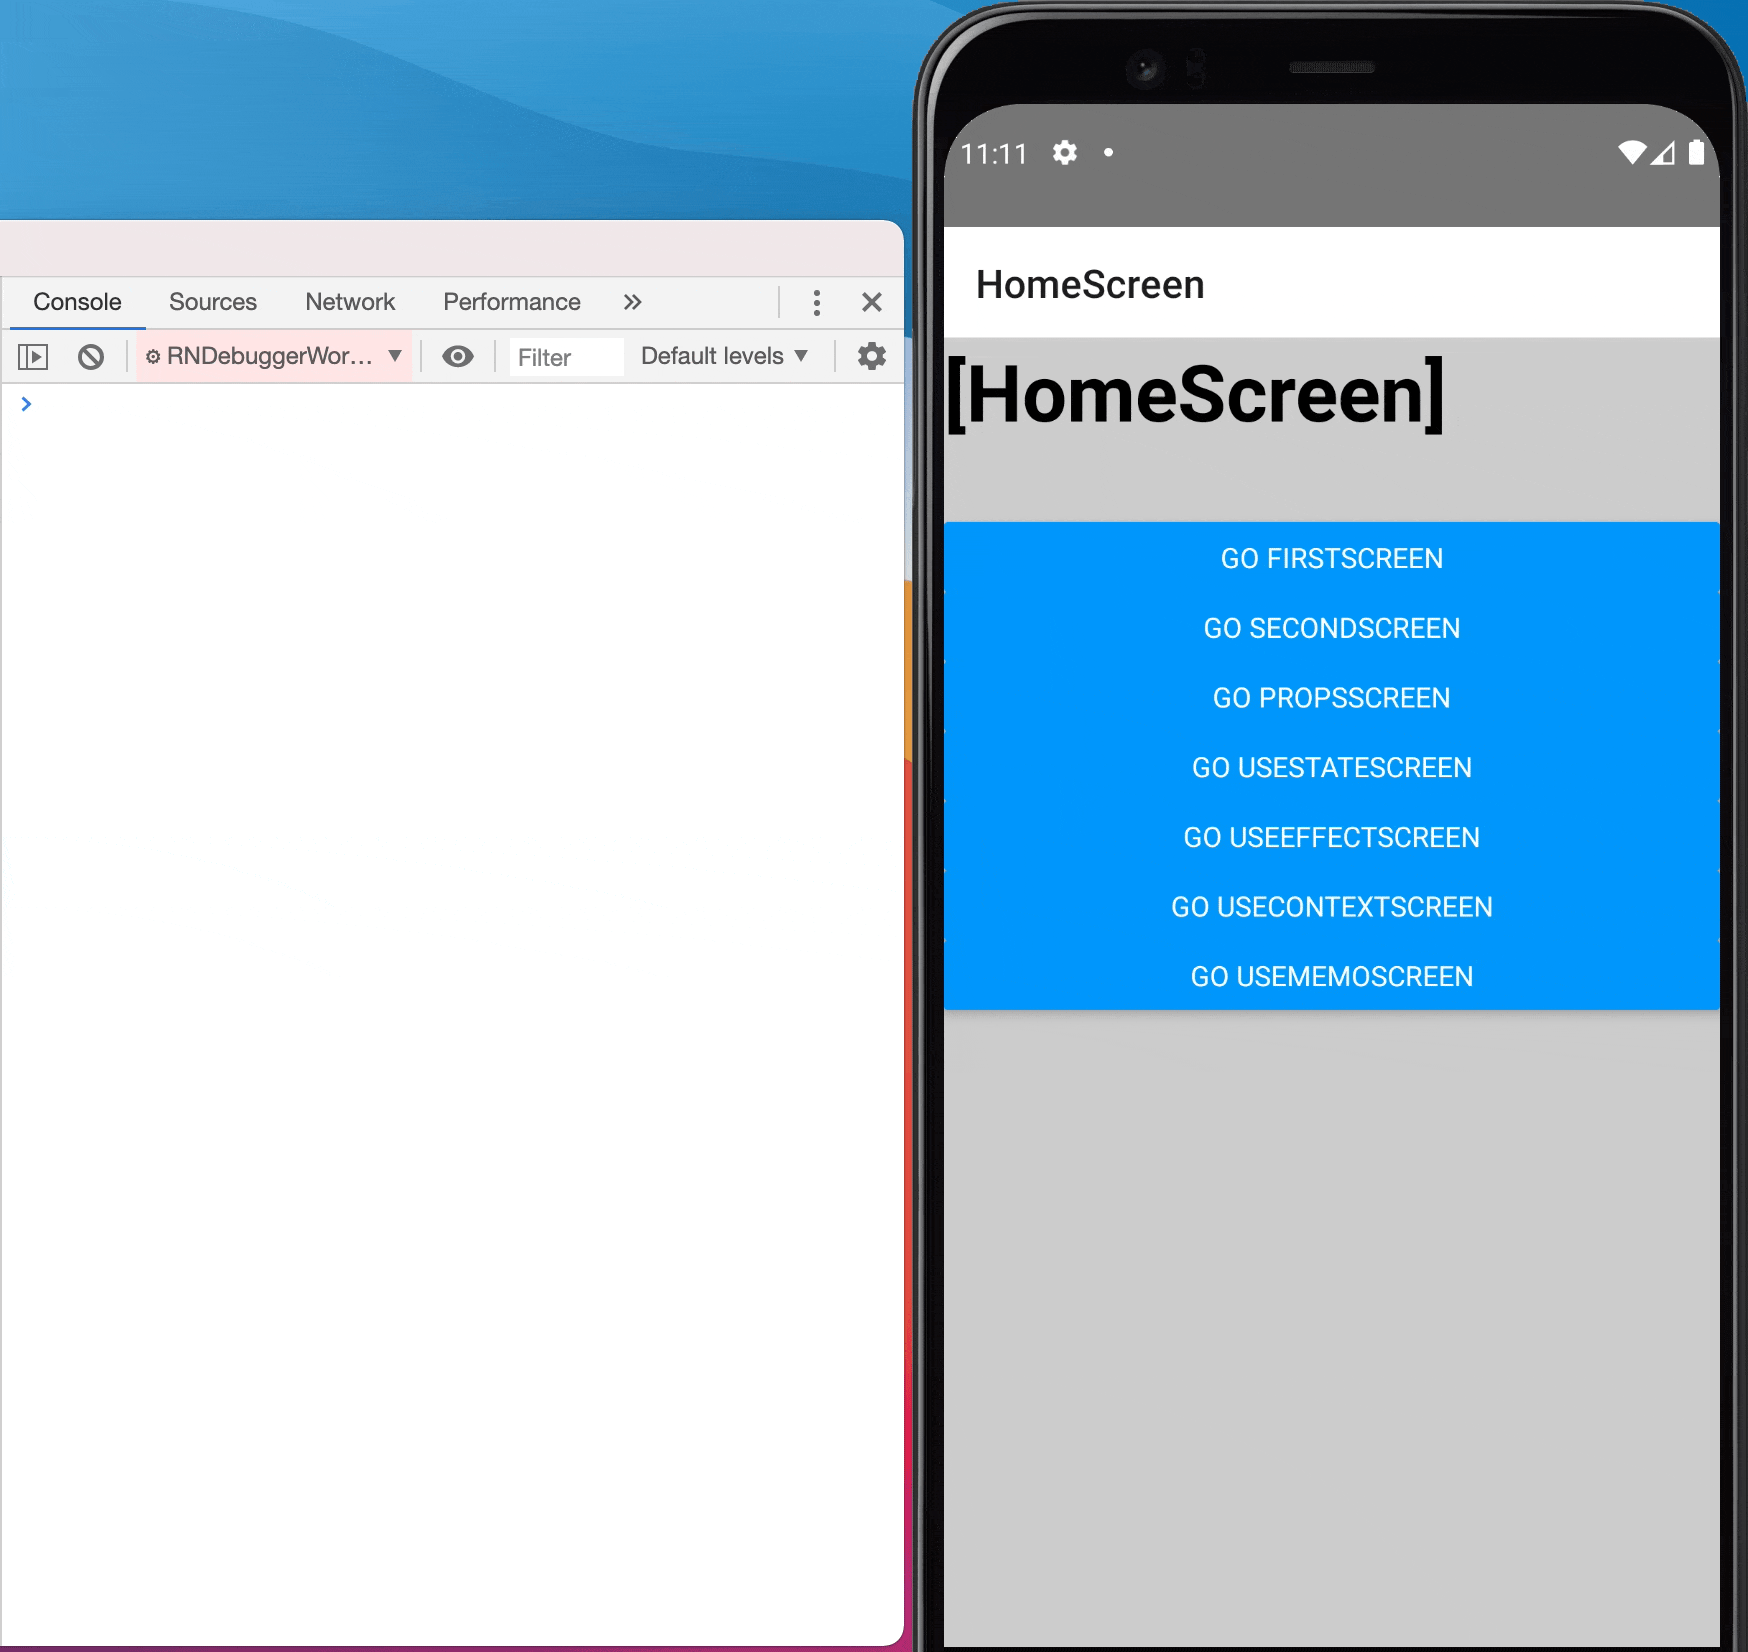 Console Sources Network Performance
RNDebuggerWor... Filter Default levels
11:11
HomeScreen
[HomeScreen]
GO FIRSTSCREEN
GO SECONDSCREEN
GO PROPSSCREEN
GO USESTATESCREEN
GO USEEFFECTSCREEN
GO USECONTEXTSCREEN
GO USEMEMOSCREEN